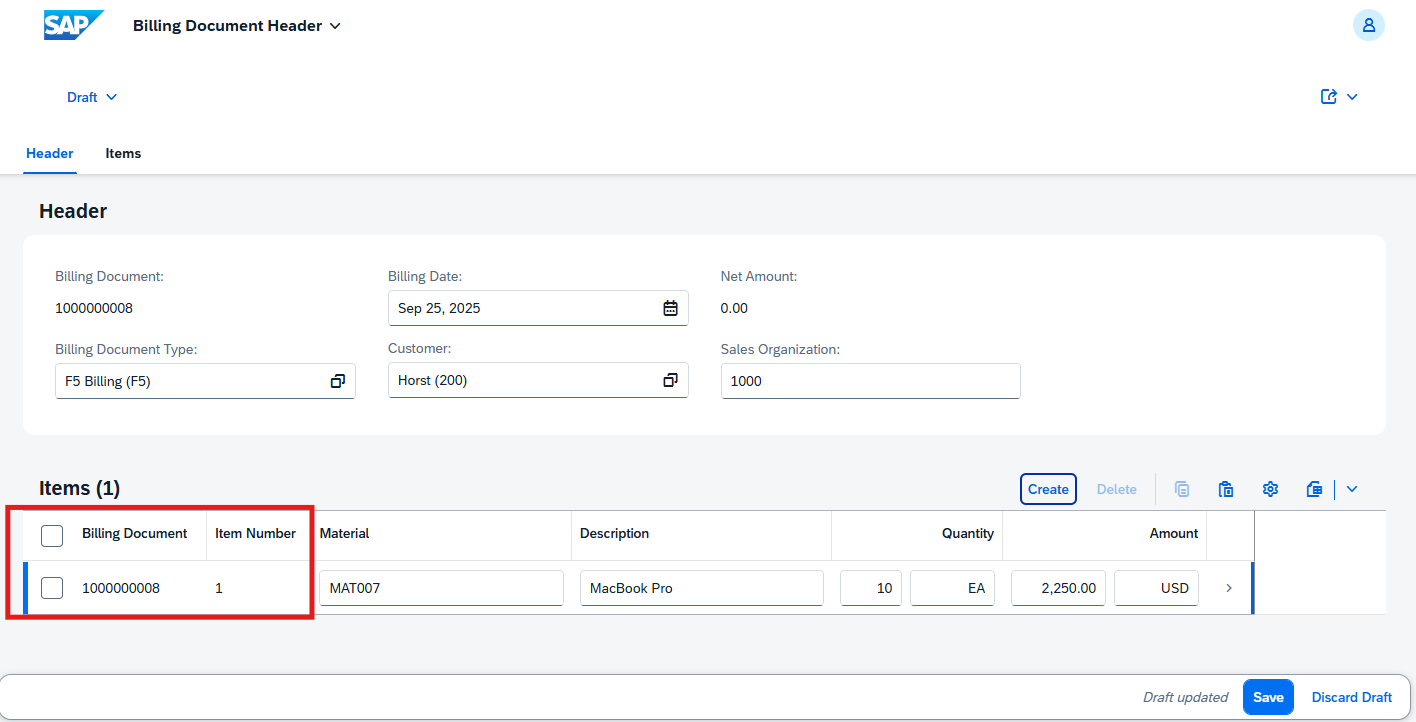 SAP Billing Document Header
Draft
Header Items
Header
Billing Document: Billing Date: Net Amount:
1000000008 Sep 25, 2025 0.00
Billing Document Type: Customer: Sales Organization:
F5 Billing (F5) Horst (200) 1000
Items (1) Create Delete
Billing Document Item Number Material Description Quantity Amount
1000000008 1 MAT007 MacBook Pro 10 EA 2,250.00 USD
Draft updated Save Discard Draft